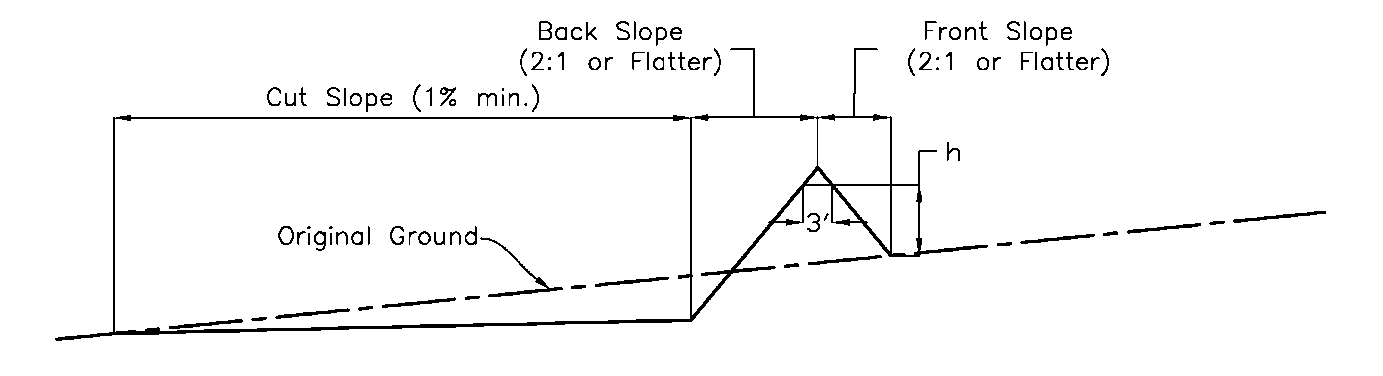 Back Slope
(2:1 or Flatter)
Front Slope
(2:1 or Flatter)
Cut Slope (1% min.)
h
3'
Original Ground